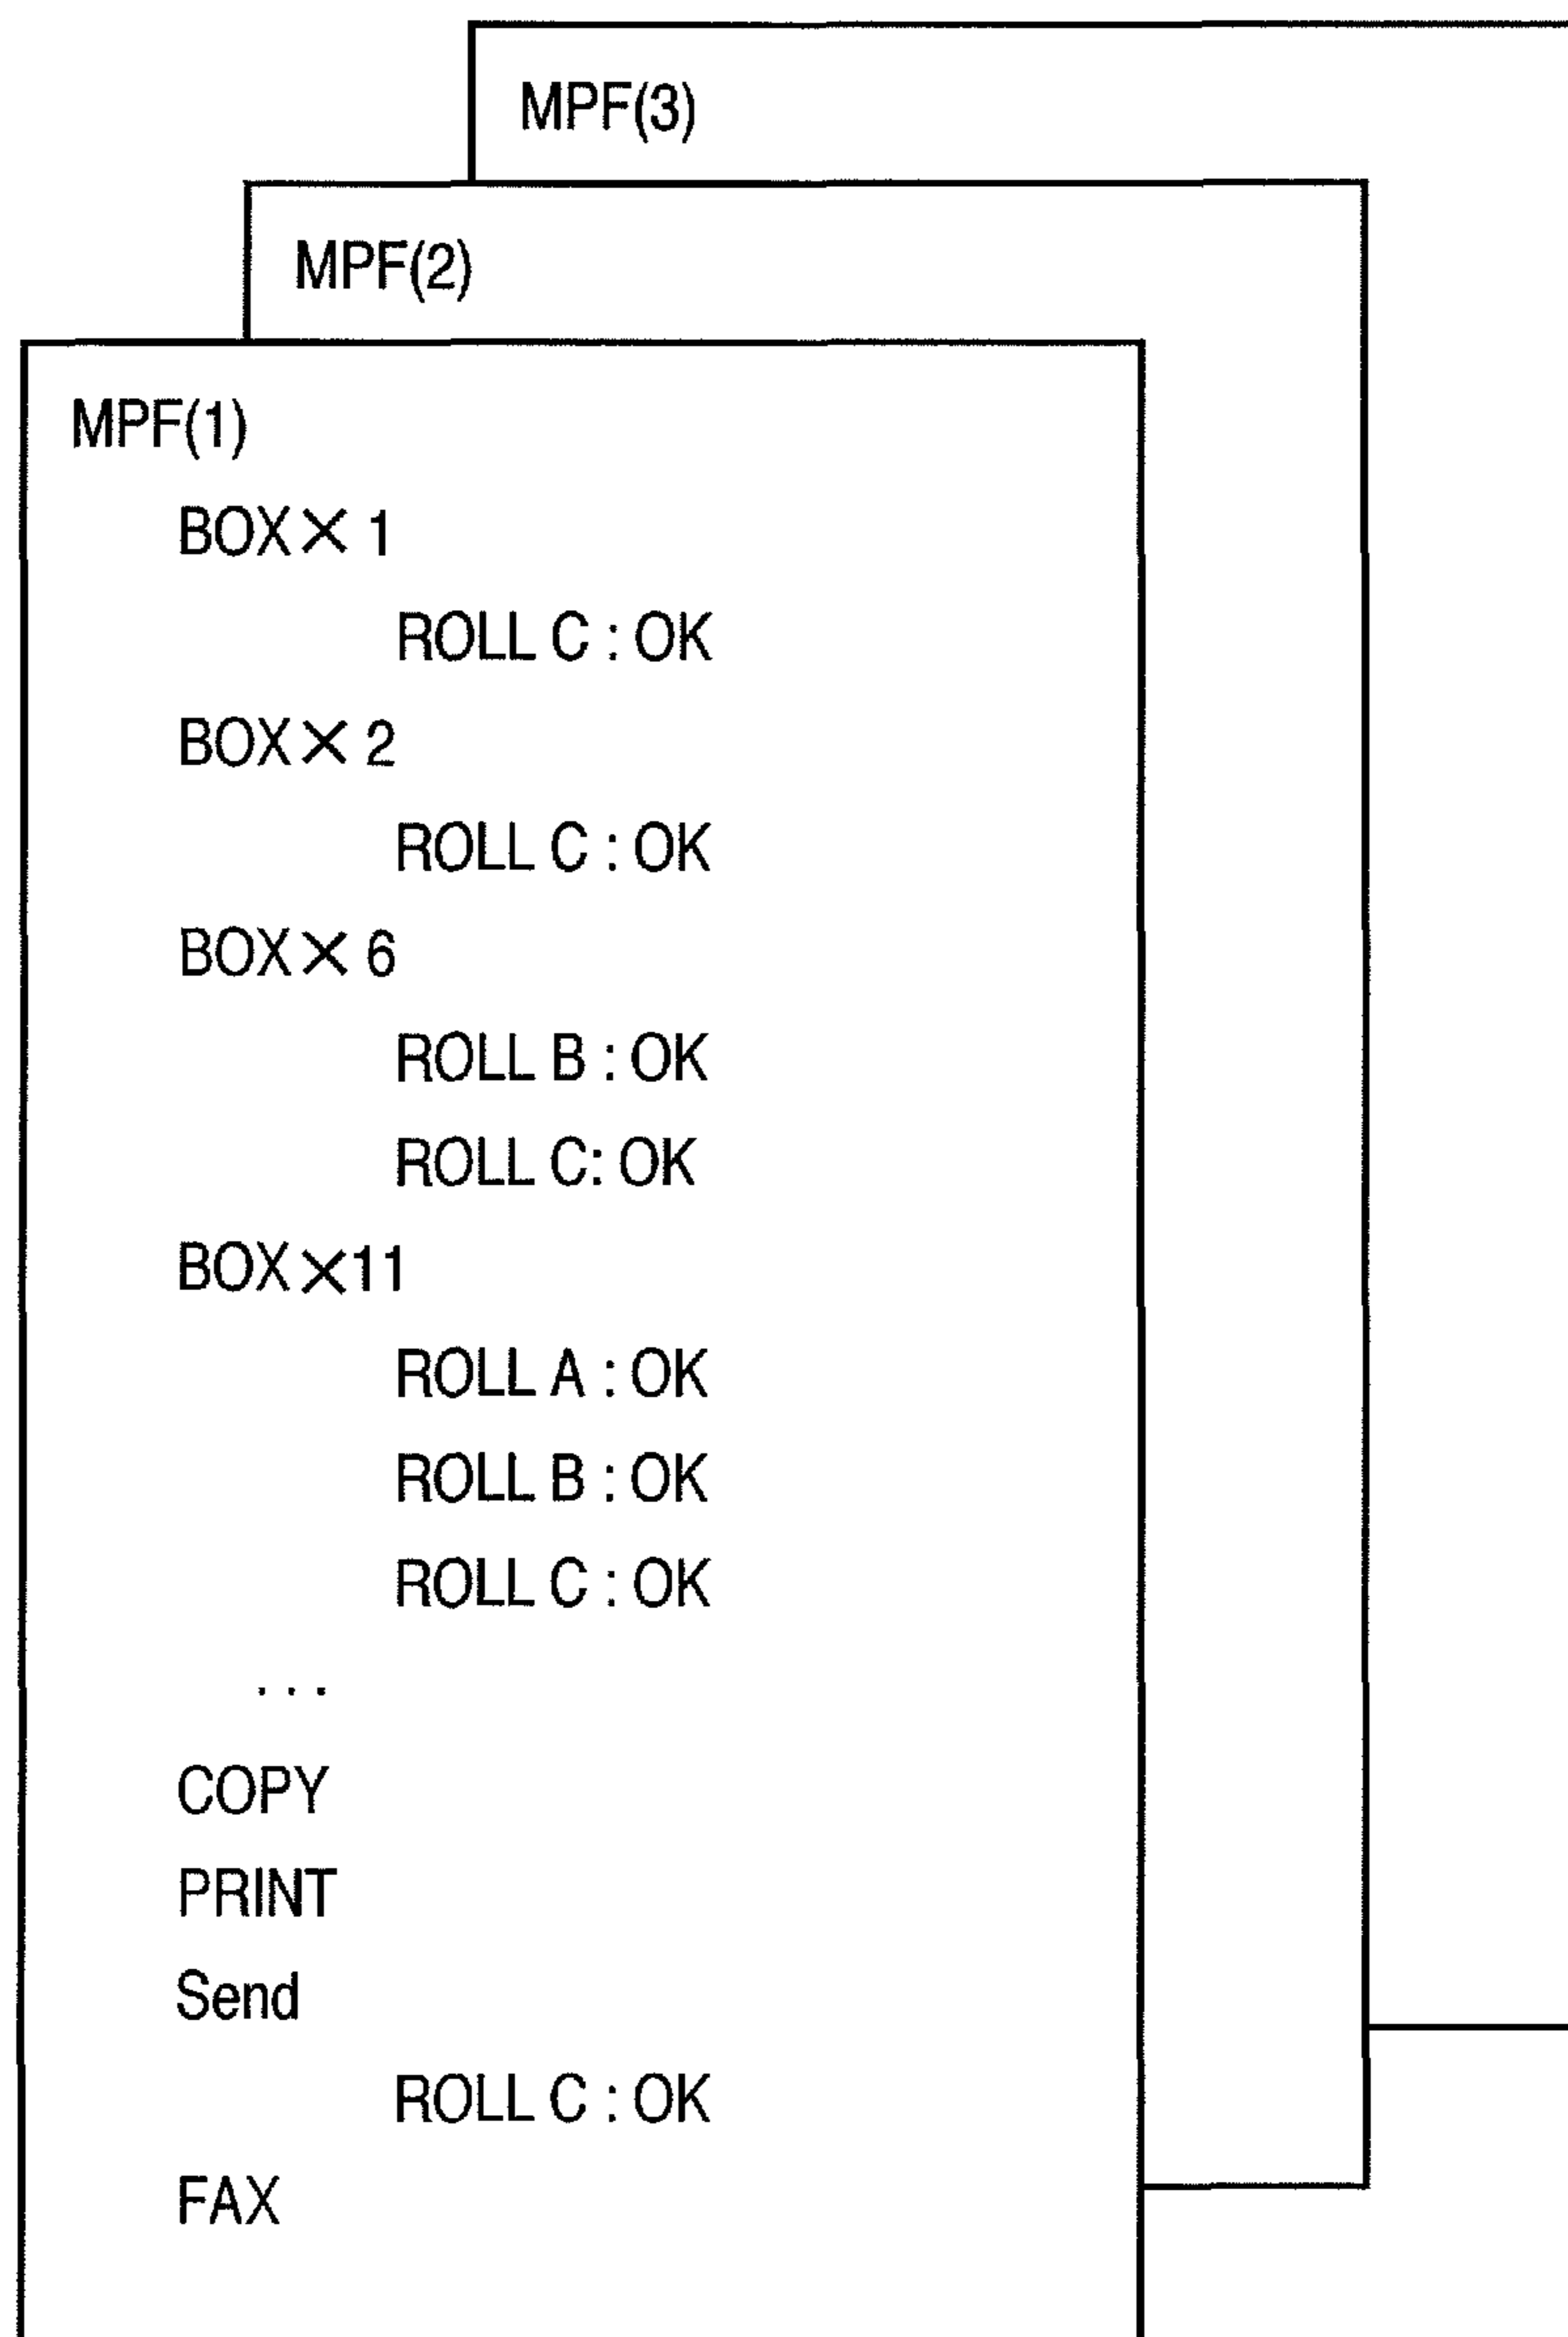 MPF(3)
MPF(2)
MPF(1)
BOX× 1
ROLL C : OK
BOX× 2
ROLL C : OK
BOX× 6
ROLL B : OK
ROLL C: OK
BOX×11
ROLL A : OK
ROLL B : OK
ROLL C : OK
...
COPY
PRINT
Send
ROLL C : OK
FAX